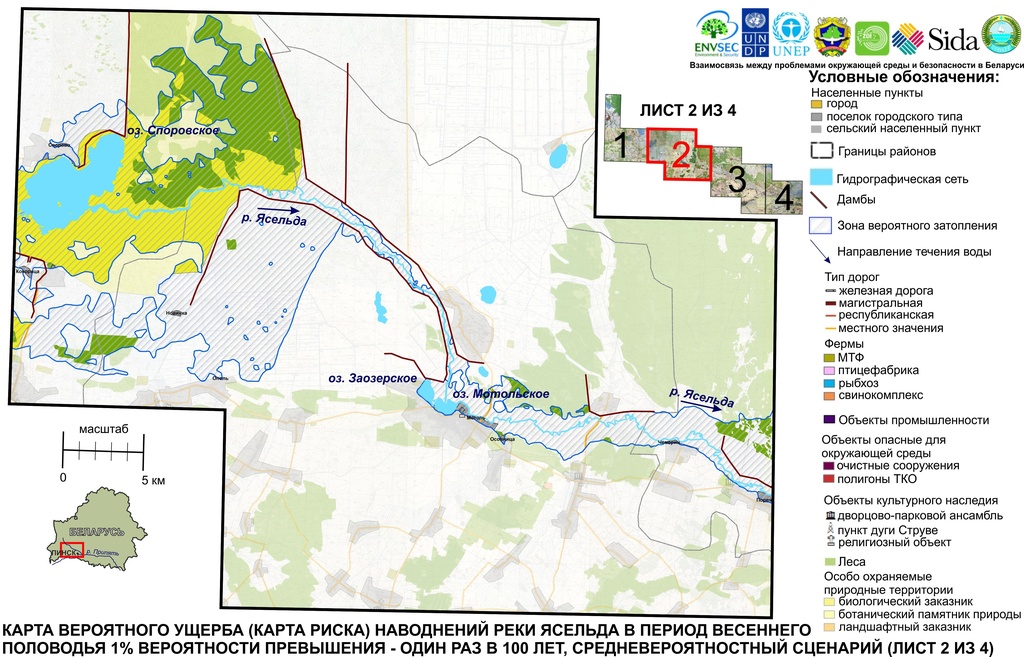 ENVSEC
Environment & Security
U N
D P
UNEP
zoï
Sida
Взаимосвязь между проблемами окружающей среды и безопасности в Беларуси
ЛИСТ 2 ИЗ 4
1
2
3
4
Условные обозначения:
Населенные пункты
город
поселок городского типа
сельский населенный пункт
Границы районов
Гидрографическая сеть
Дамбы
Зона вероятного затопления
Направление течения воды
Тип дорог
железная дорога
магистральная
республиканская
местного значения
Фермы
МТФ
птицефабрика
рыбхоз
свинокомплекс
Объекты промышленности
Объекты опасные для
окружающей среды
очистные сооружения
полигоны ТКО
Объекты культурного наследия
дворцово-парковой ансамбль
пункт дуги Струве
религиозный объект
Леса
Особо охраняемые
природные территории
биологический заказник
ботанический памятник природы
ландшафтный заказник
оз. Споровское
р. Ясельда
оз. Заозерское
оз. Мотольское
р. Ясельда
Мотоль
Осовница
Опель
масштаб
0
5 км
БЕЛАРУСЬ
ПИНСК
р. Припять
КАРТА ВЕРОЯТНОГО УЩЕРБА (КАРТА РИСКА) НАВОДНЕНИЙ РЕКИ ЯСЕЛЬДА В ПЕРИОД ВЕСЕННЕГО
ПОЛОВОДЬЯ 1% ВЕРОЯТНОСТИ ПРЕВЫШЕНИЯ - ОДИН РАЗ В 100 ЛЕТ, СРЕДНЕВЕРОЯТНОСТНЫЙ СЦЕНАРИЙ (ЛИСТ 2 ИЗ 4)